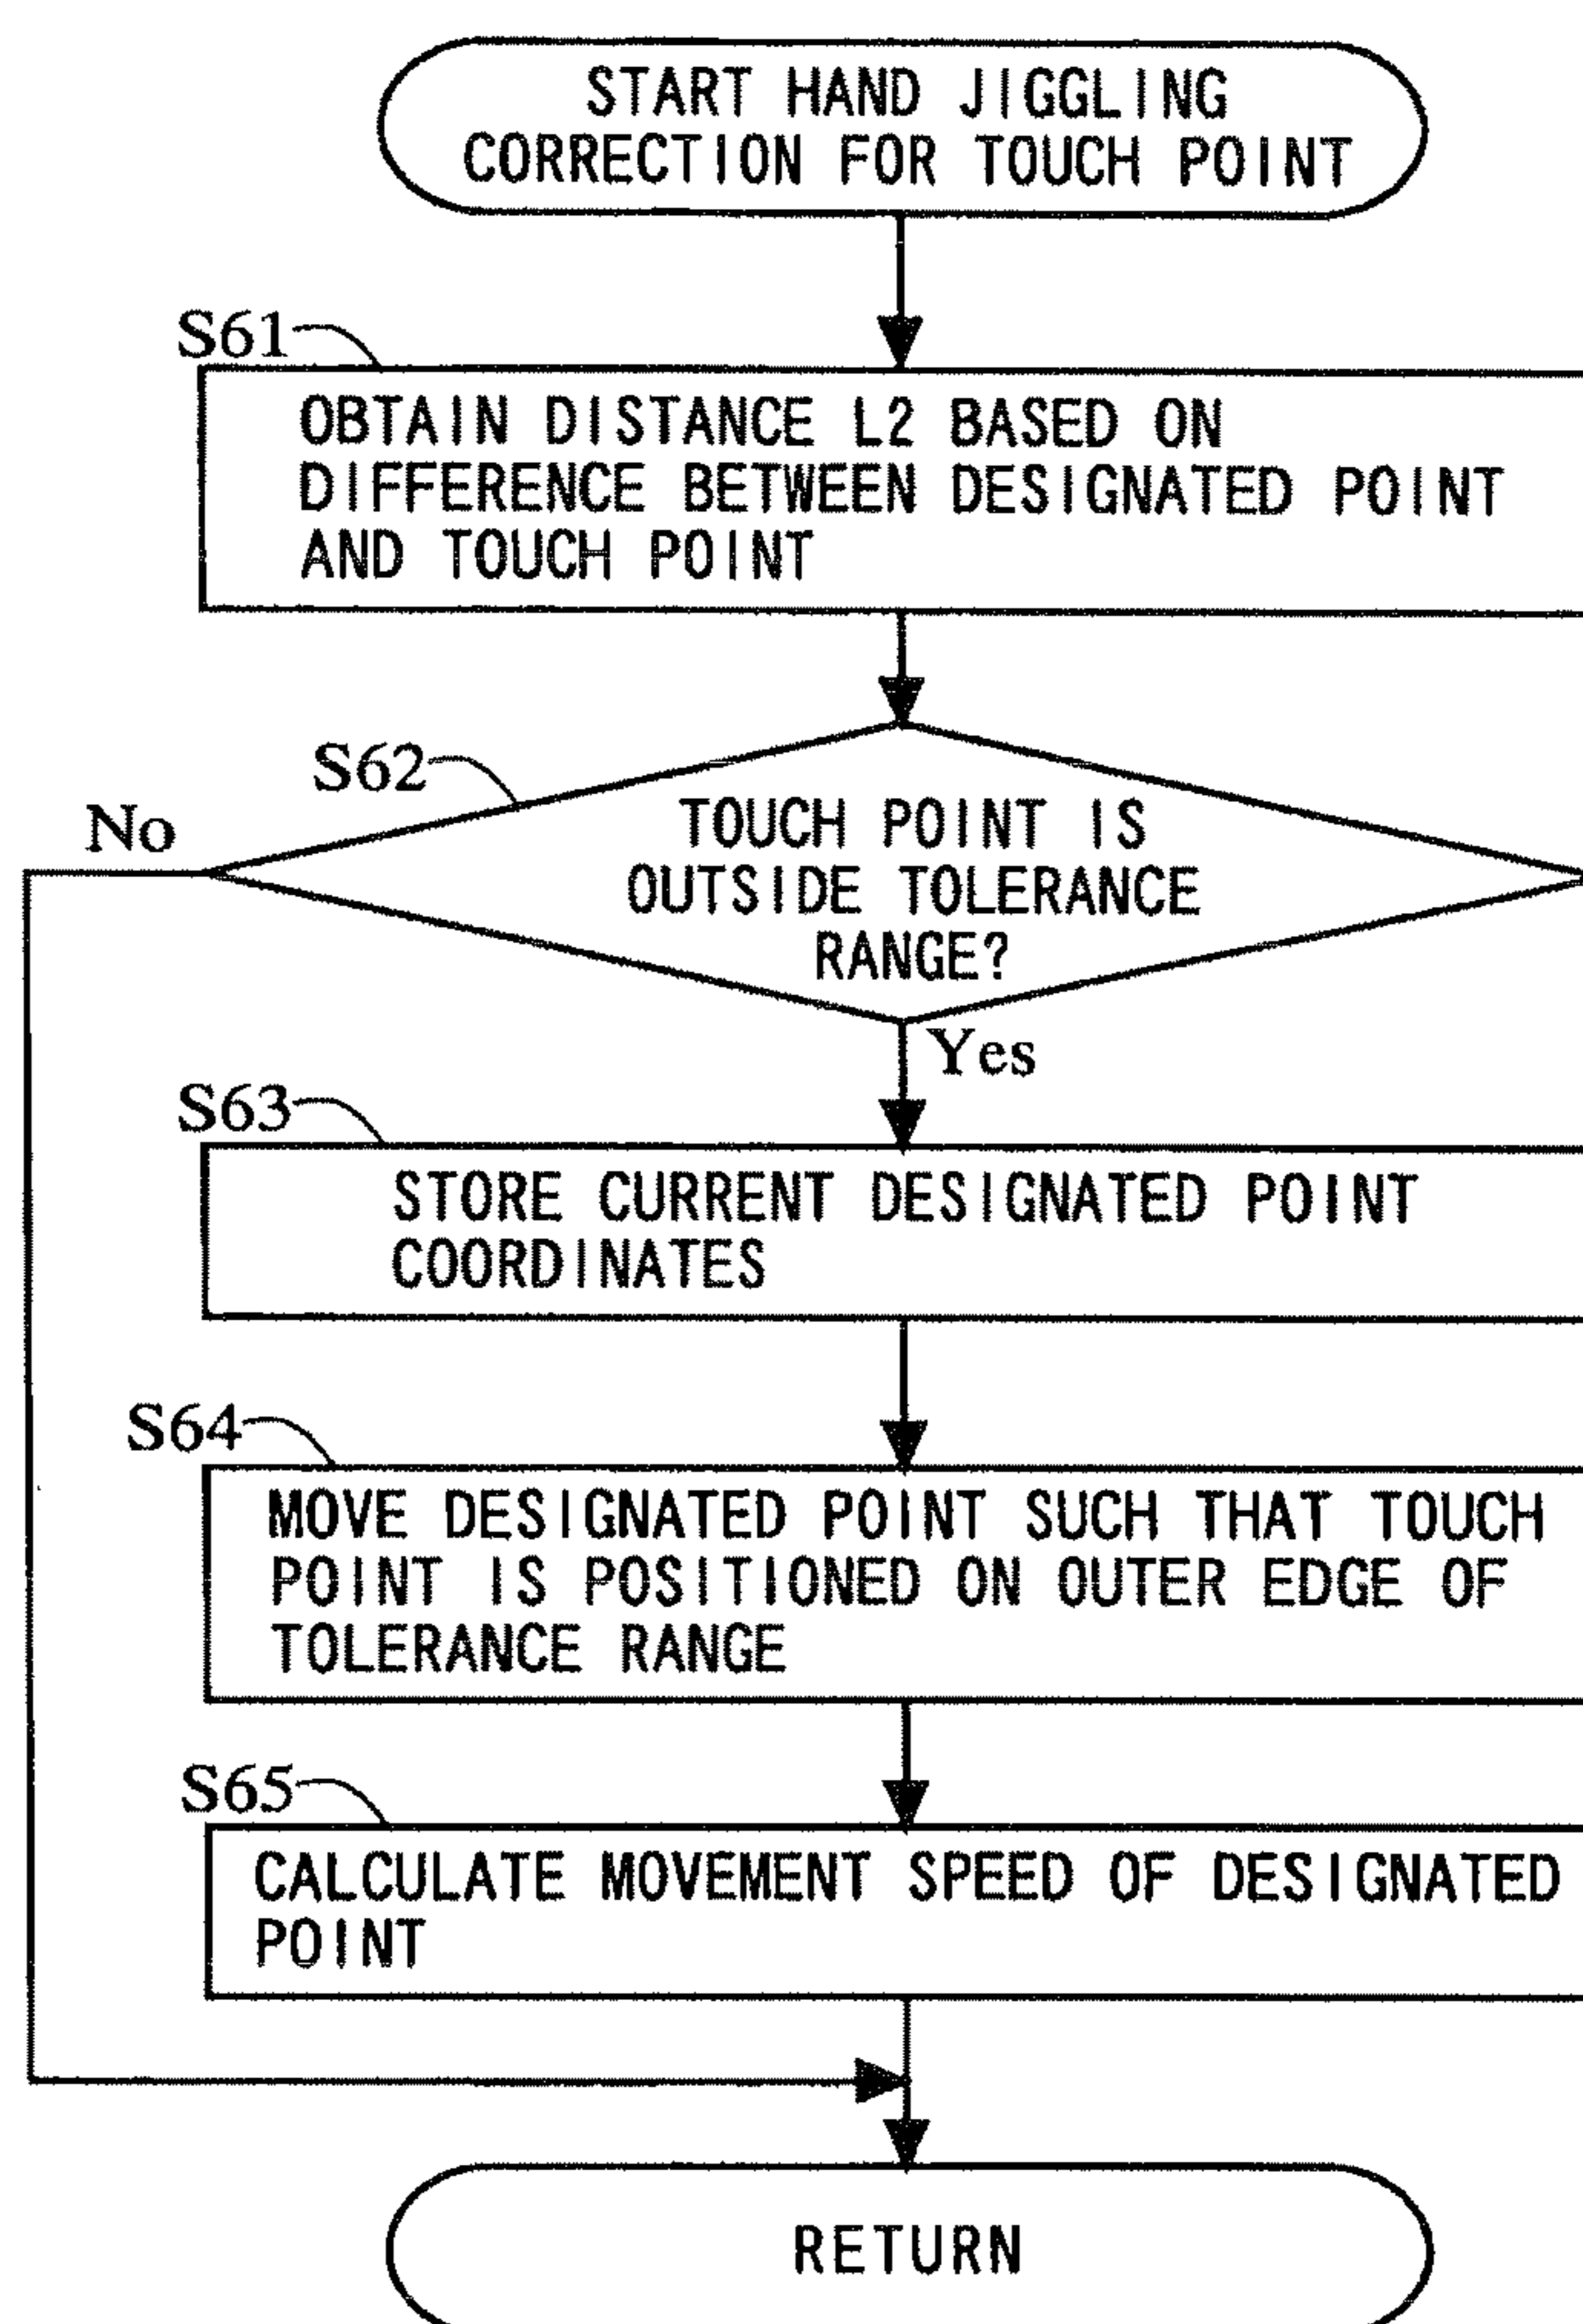 START HAND JIGGLING
CORRECTION FOR TOUCH POINT
S61
OBTAIN DISTANCE L2 BASED ON
DIFFERENCE BETWEEN DESIGNATED POINT
AND TOUCH POINT
S62
No
TOUCH POINT IS
OUTSIDE TOLERANCE
RANGE?
Yes
S63
STORE CURRENT DESIGNATED POINT
COORDINATES
S64
MOVE DESIGNATED POINT SUCH THAT TOUCH
POINT IS POSITIONED ON OUTER EDGE OF
TOLERANCE RANGE
S65
CALCULATE MOVEMENT SPEED OF DESIGNATED
POINT
RETURN